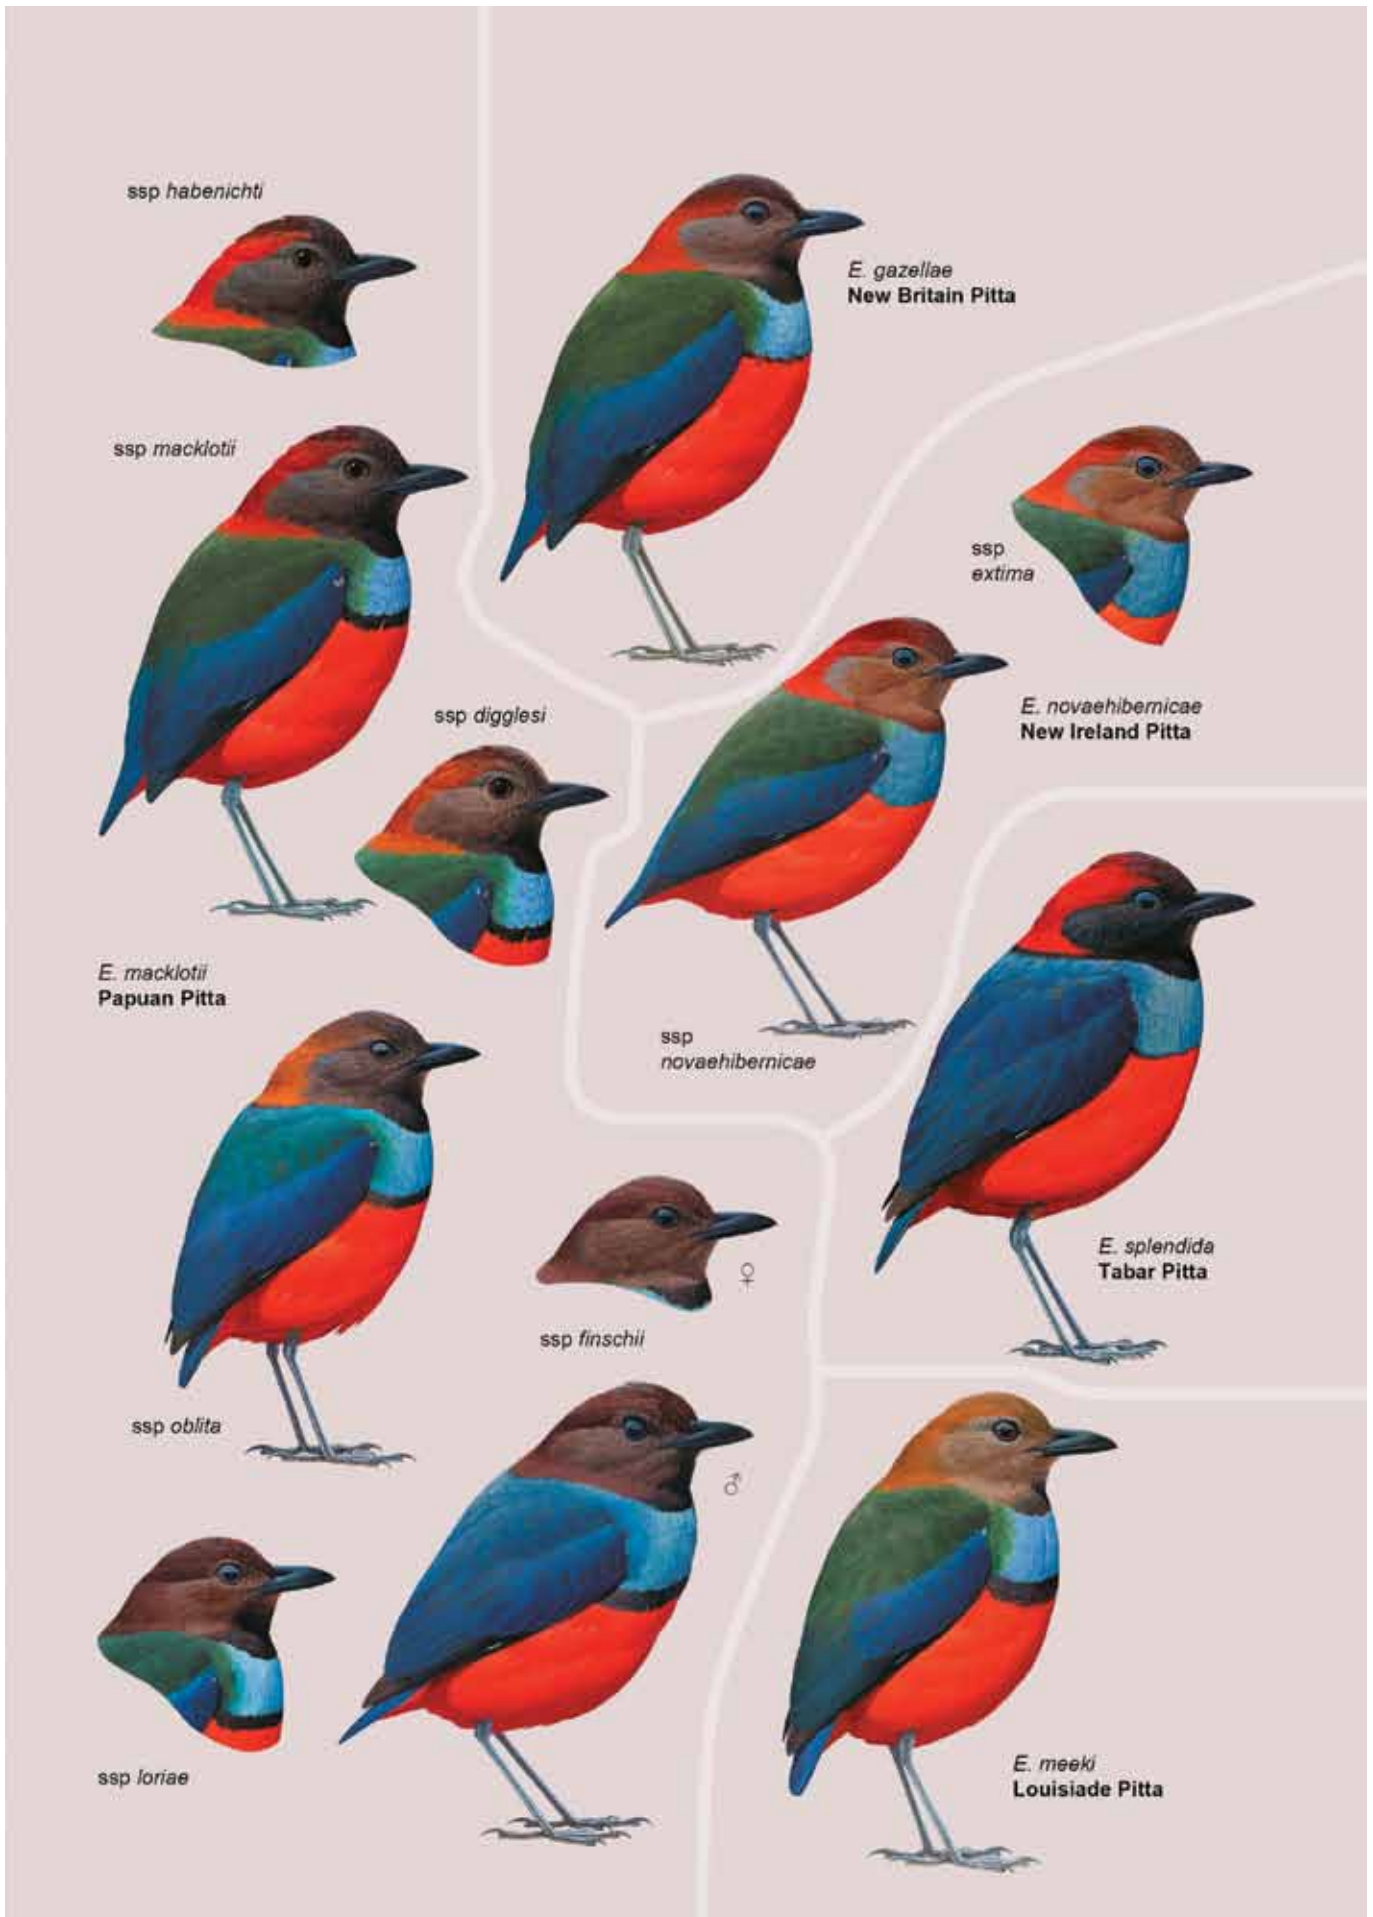 ssp habenichti
E. gazellae
New Britain Pitta
ssp macklotii
ssp
extima
ssp digglesi
E. novaehibernicae
New Ireland Pitta
E. macklotii
Papuan Pitta
ssp
novaehibernicae
♀
E. splendida
Tabar Pitta
ssp finschii
ssp oblita
♂
E. meeki
Louisiade Pitta
ssp loriae